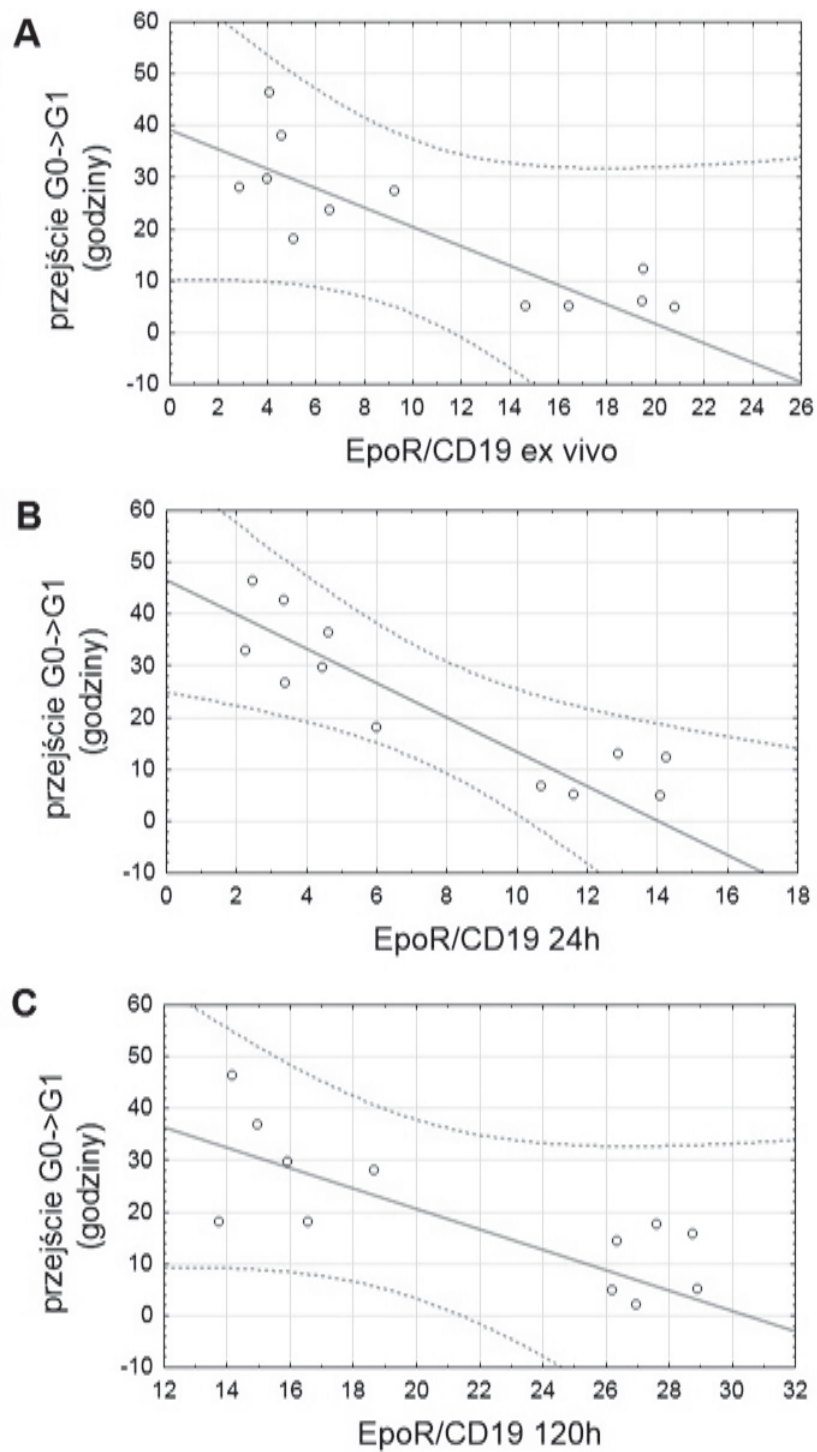 A
60
50
40
30
20
10
0
-10
przejście G0->G1
(godziny)
0 2 4 6 8 10 12 14 16 18 20 22 24 26
EpoR/CD19 ex vivo
B
60
50
40
30
20
10
0
-10
przejście G0->G1
(godziny)
0 2 4 6 8 10 12 14 16 18
EpoR/CD19 24h
C
60
50
40
30
20
10
0
-10
przejście G0->G1
(godziny)
12 14 16 18 20 22 24 26 28 30 32
EpoR/CD19 120h